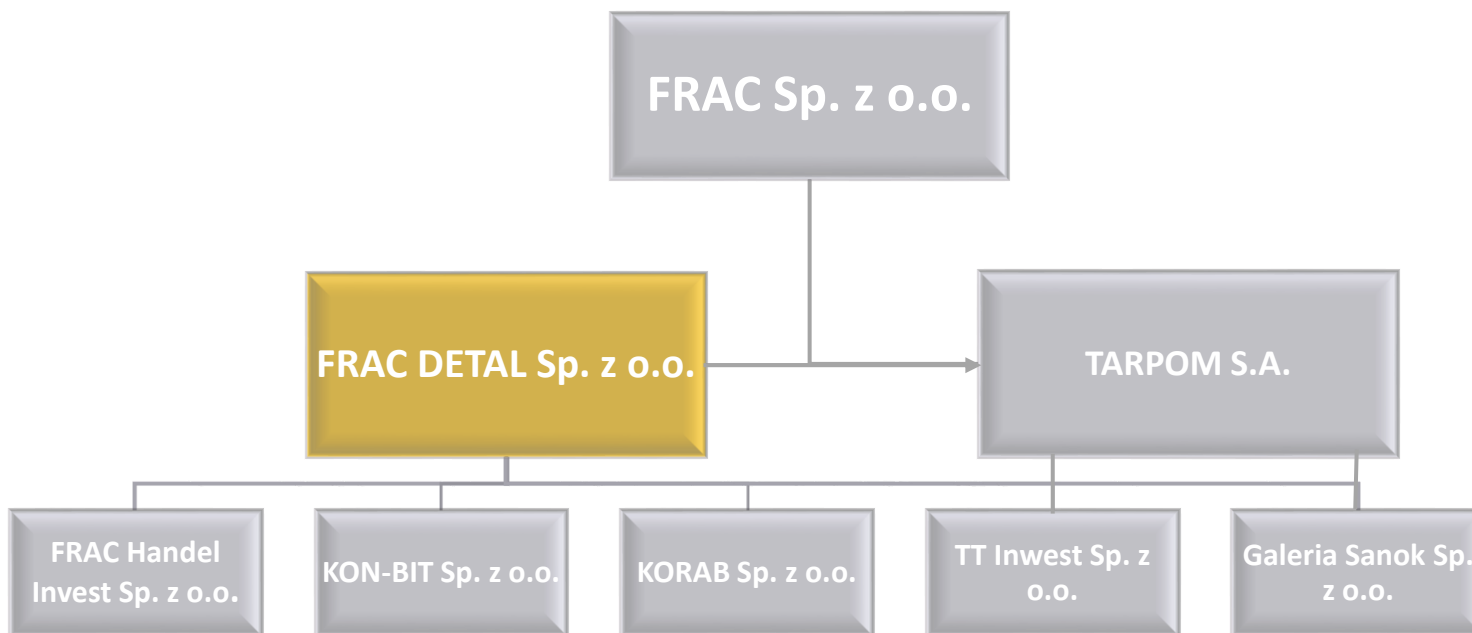 FRAC Sp. z o.o.
FRAC DETAL Sp. z o.o.
TARPOM S.A.
FRAC Handel
Invest Sp. z o.o.
KON-BIT Sp. z o.o.
KORAB Sp. z o.o.
TT Inwest Sp. z
o.o.
Galeria Sanok Sp.
z o.o.